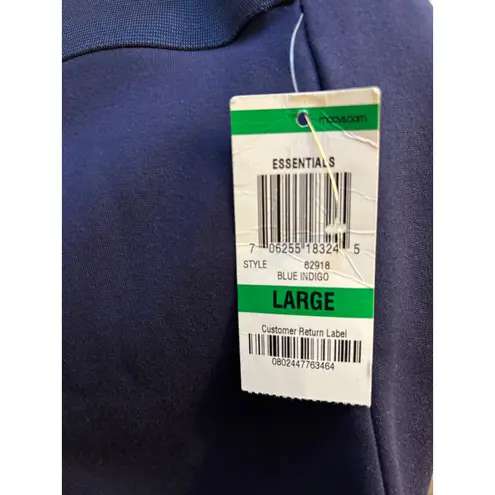 macys.com
ESSENTIALS
7 06255 18324 5
STYLE 62918
BLUE INDIGO
LARGE
Customer Return Label
0802447763464